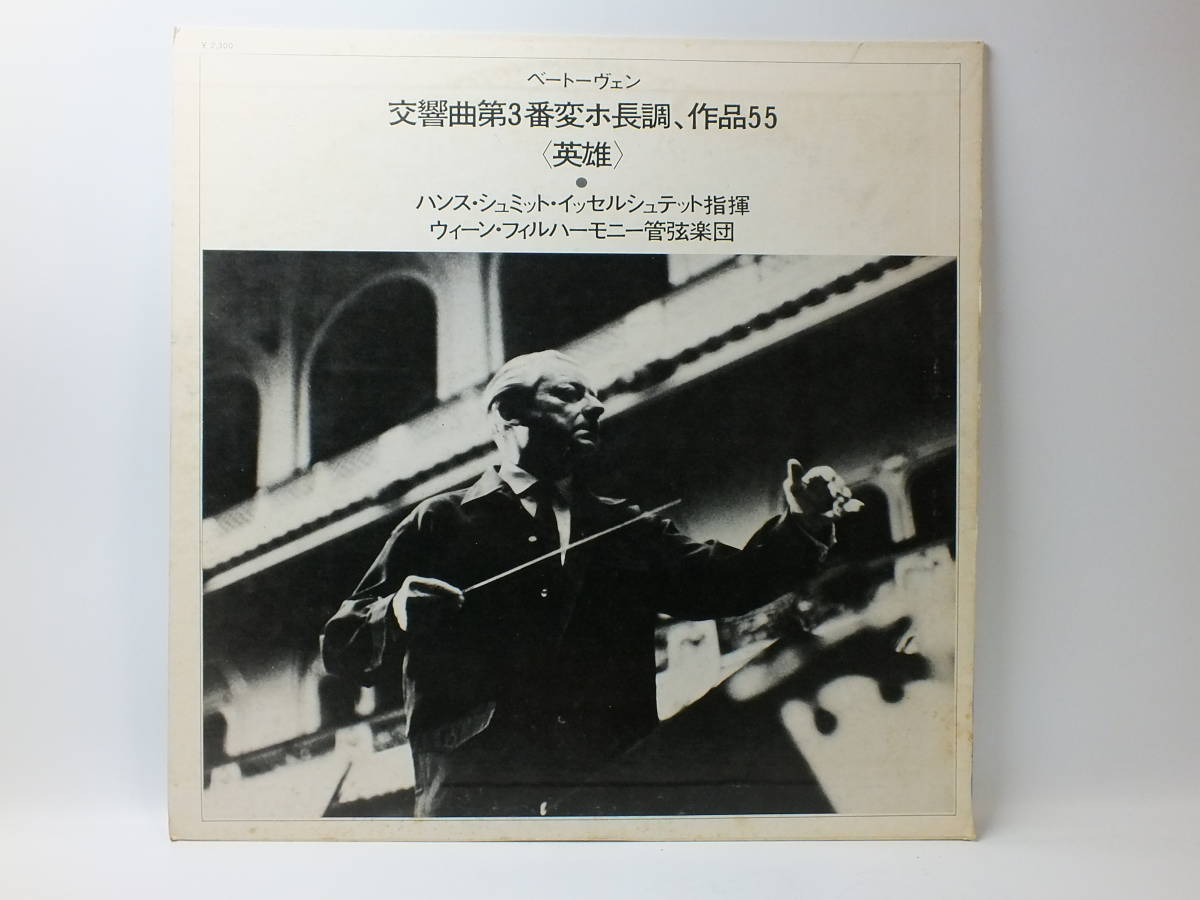 ¥ 2,300
ベートーヴェン
交響曲第3番変ホ長調、作品55
〈英雄〉
●
ハンス・シュミット・イッセルシュテット指揮
ウィーン・フィルハーモニー管弦楽団